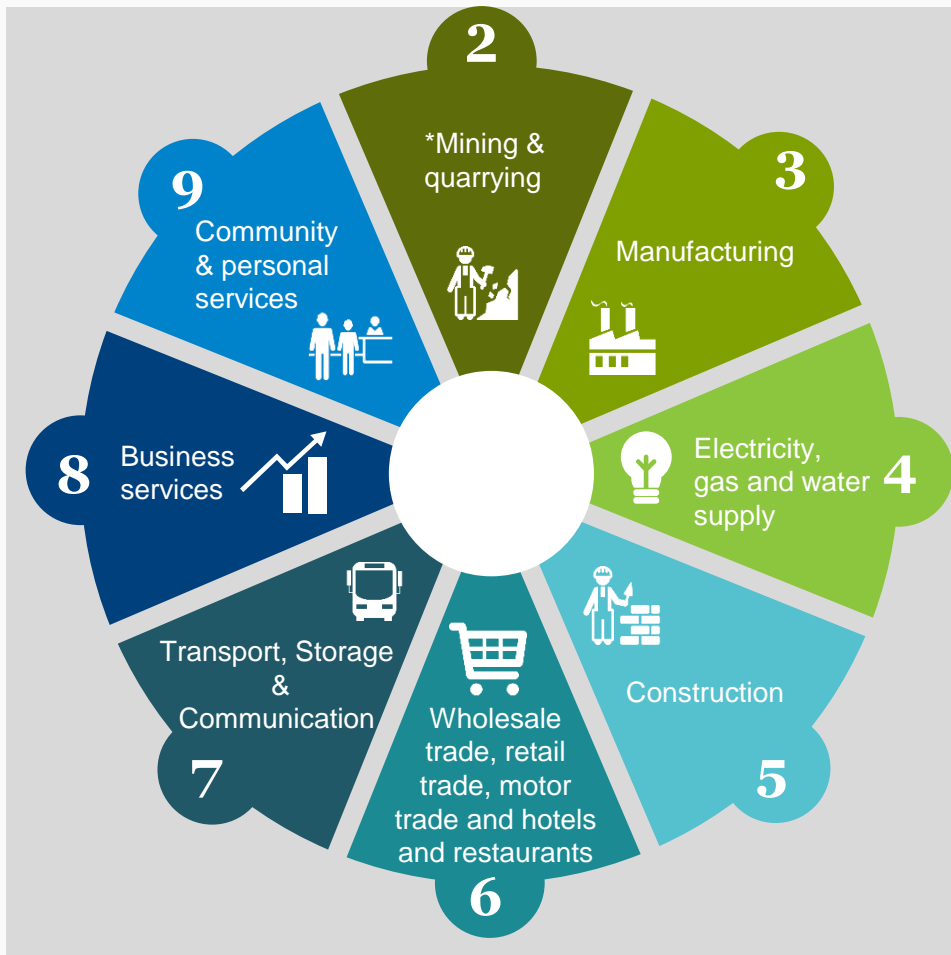 2
*Mining &
quarrying
3
Manufacturing
4
Electricity,
gas and water
supply
5
Construction
6
Wholesale
trade, retail
trade, motor
trade and hotels
and restaurants
7
Transport, Storage
&
Communication
8
Business
services
9
Community
& personal
services